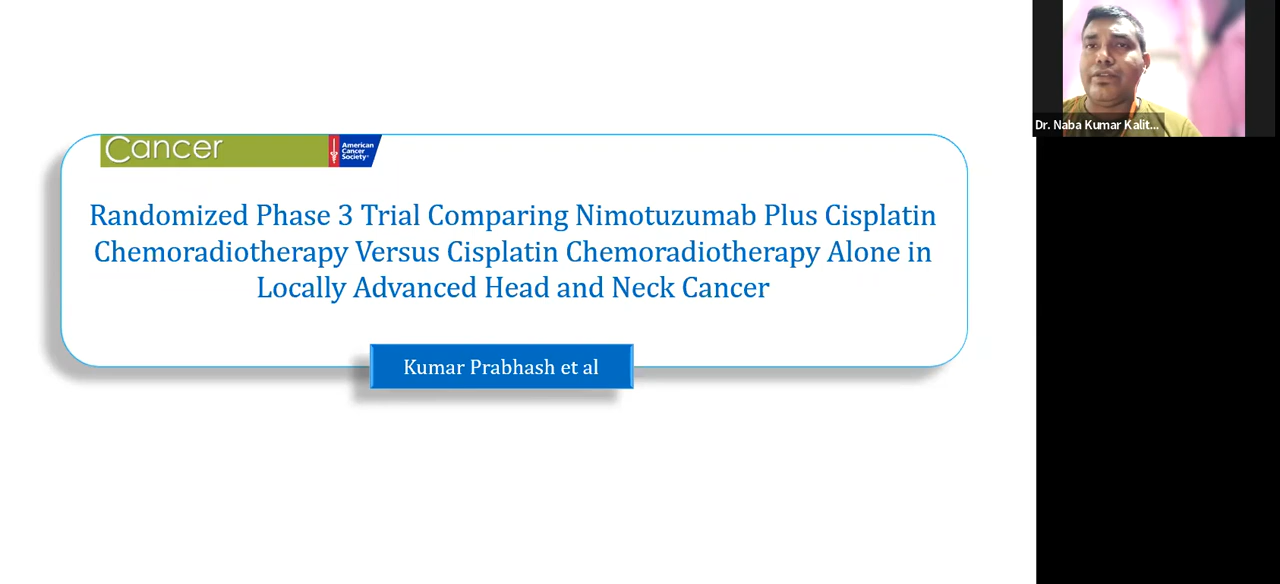 Cancer
American
Cancer
Society
Randomized Phase 3 Trial Comparing Nimotuzumab Plus Cisplatin
Chemoradiotherapy Versus Cisplatin Chemoradiotherapy Alone in
Locally Advanced Head and Neck Cancer
Kumar Prabhash et al
Dr. Naba Kumar Kalit...